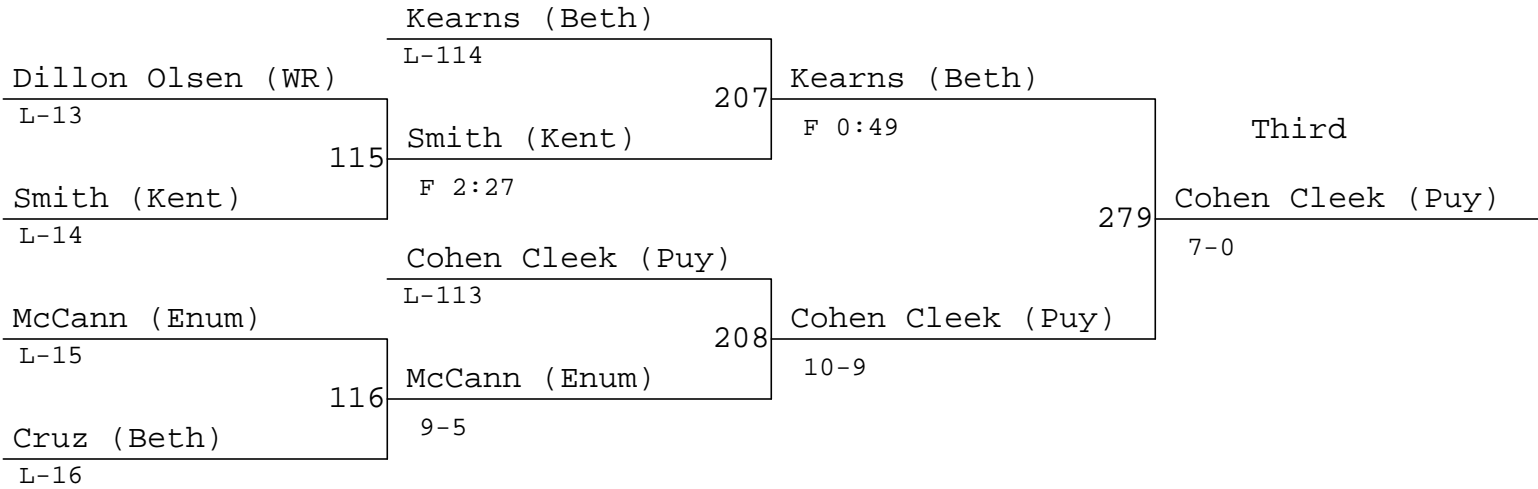 Kearns (Beth)
L-114
Dillon Olsen (WR)
L-13
207
Kearns (Beth)
F 0:49
Third
115
Smith (Kent)
F 2:27
Smith (Kent)
L-14
279
Cohen Cleek (Puy)
7-0
Cohen Cleek (Puy)
L-113
McCann (Enum)
L-15
208
Cohen Cleek (Puy)
10-9
116
McCann (Enum)
9-5
Cruz (Beth)
L-16